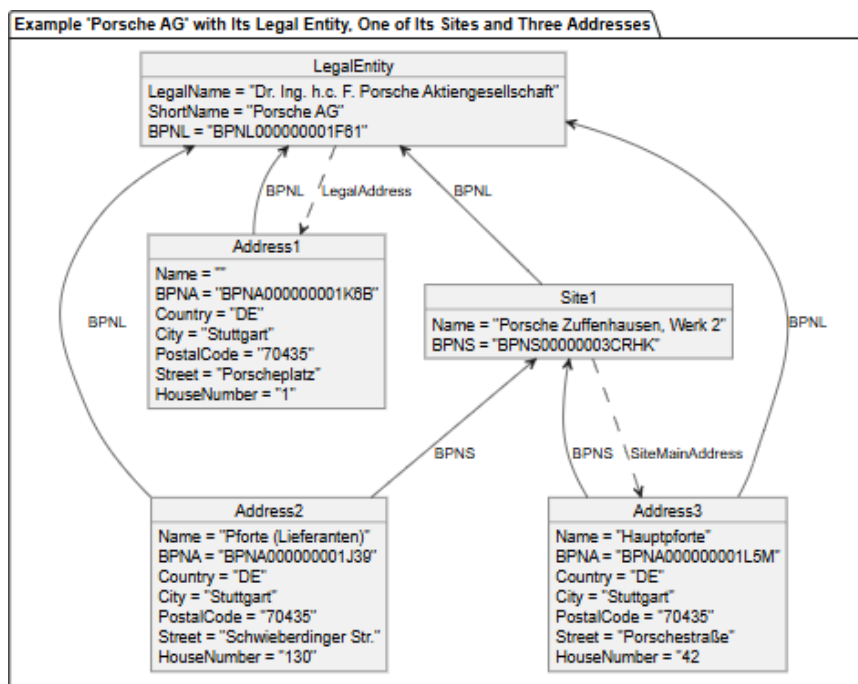 Example 'Porsche AG' with Its Legal Entity, One of Its Sites and Three Addresses
LegalEntity
LegalName = "Dr. Ing. h.c. F. Porsche Aktiengesellschaft"
ShortName = "Porsche AG"
BPNL = "BPNL000000001F61"
BPNL
LegalAddress
BPNL
Address1
Name = ""
BPNA = "BPNA000000001K6B"
Country = "DE"
City = "Stuttgart"
PostalCode = "70435"
Street = "Porscheplatz"
HouseNumber = "1"
Site1
Name = "Porsche Zuffenhausen, Werk 2"
BPNS = "BPNS00000003CRHK"
BPNL
BPNL
BPNS
BPNS
SiteMainAddress
Address2
Name = "Pforte (Lieferanten)"
BPNA = "BPNA000000001J39"
Country = "DE"
City = "Stuttgart"
PostalCode = "70435"
Street = "Schwieberdinger Str."
HouseNumber = "130"
Address3
Name = "Hauptpforte"
BPNA = "BPNA000000001L5M"
Country = "DE"
City = "Stuttgart"
PostalCode = "70435"
Street = "Porschestraße"
HouseNumber = "42